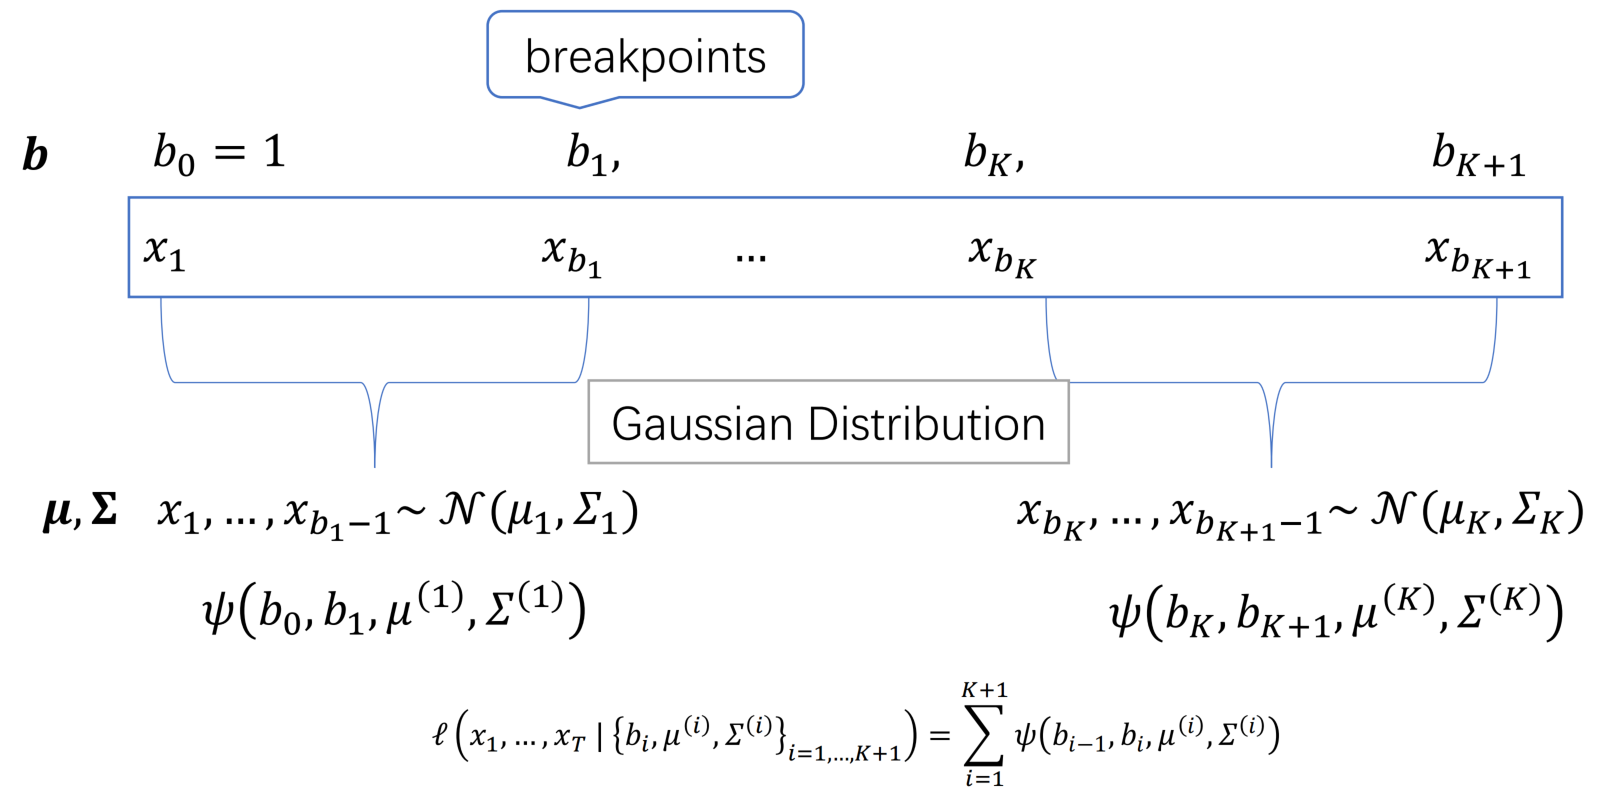 breakpoints
b b₀ = 1 b₁, b_K, b_{K+1}
x₁ x_{b₁} ... x_{b_K} x_{b_{K+1}}
Gaussian Distribution
μ, Σ x₁, …, x_{b₁−1} ~ 𝒩(μ₁, Σ₁) x_{b_K}, …, x_{b_{K+1}−1} ~ 𝒩(μ_K, Σ_K)
ψ(b₀, b₁, μ^{(1)}, Σ^{(1)}) ψ(b_K, b_{K+1}, μ^{(K)}, Σ^{(K)})
ℓ(x₁, …, x_T | {b_i, μ^{(i)}, Σ^{(i)}}_{i=1,…,K+1}) = ∑_{i=1}^{K+1} ψ(b_{i−1}, b_i, μ^{(i)}, Σ^{(i)})